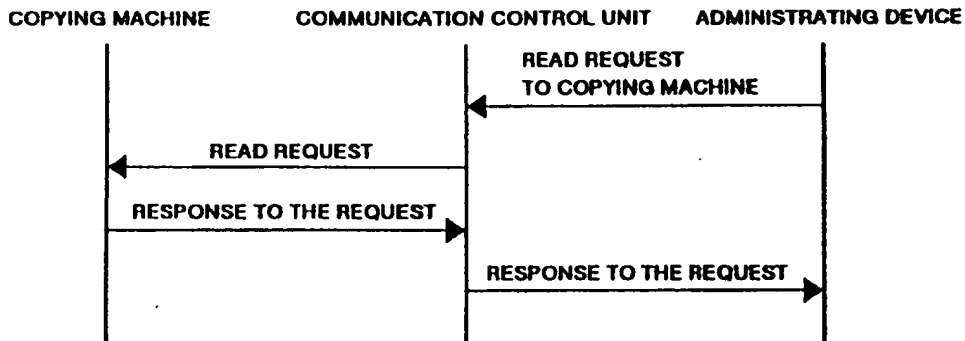 COPYING MACHINE
COMMUNICATION CONTROL UNIT
ADMINISTRATING DEVICE
READ REQUEST
TO COPYING MACHINE
READ REQUEST
RESPONSE TO THE REQUEST
RESPONSE TO THE REQUEST